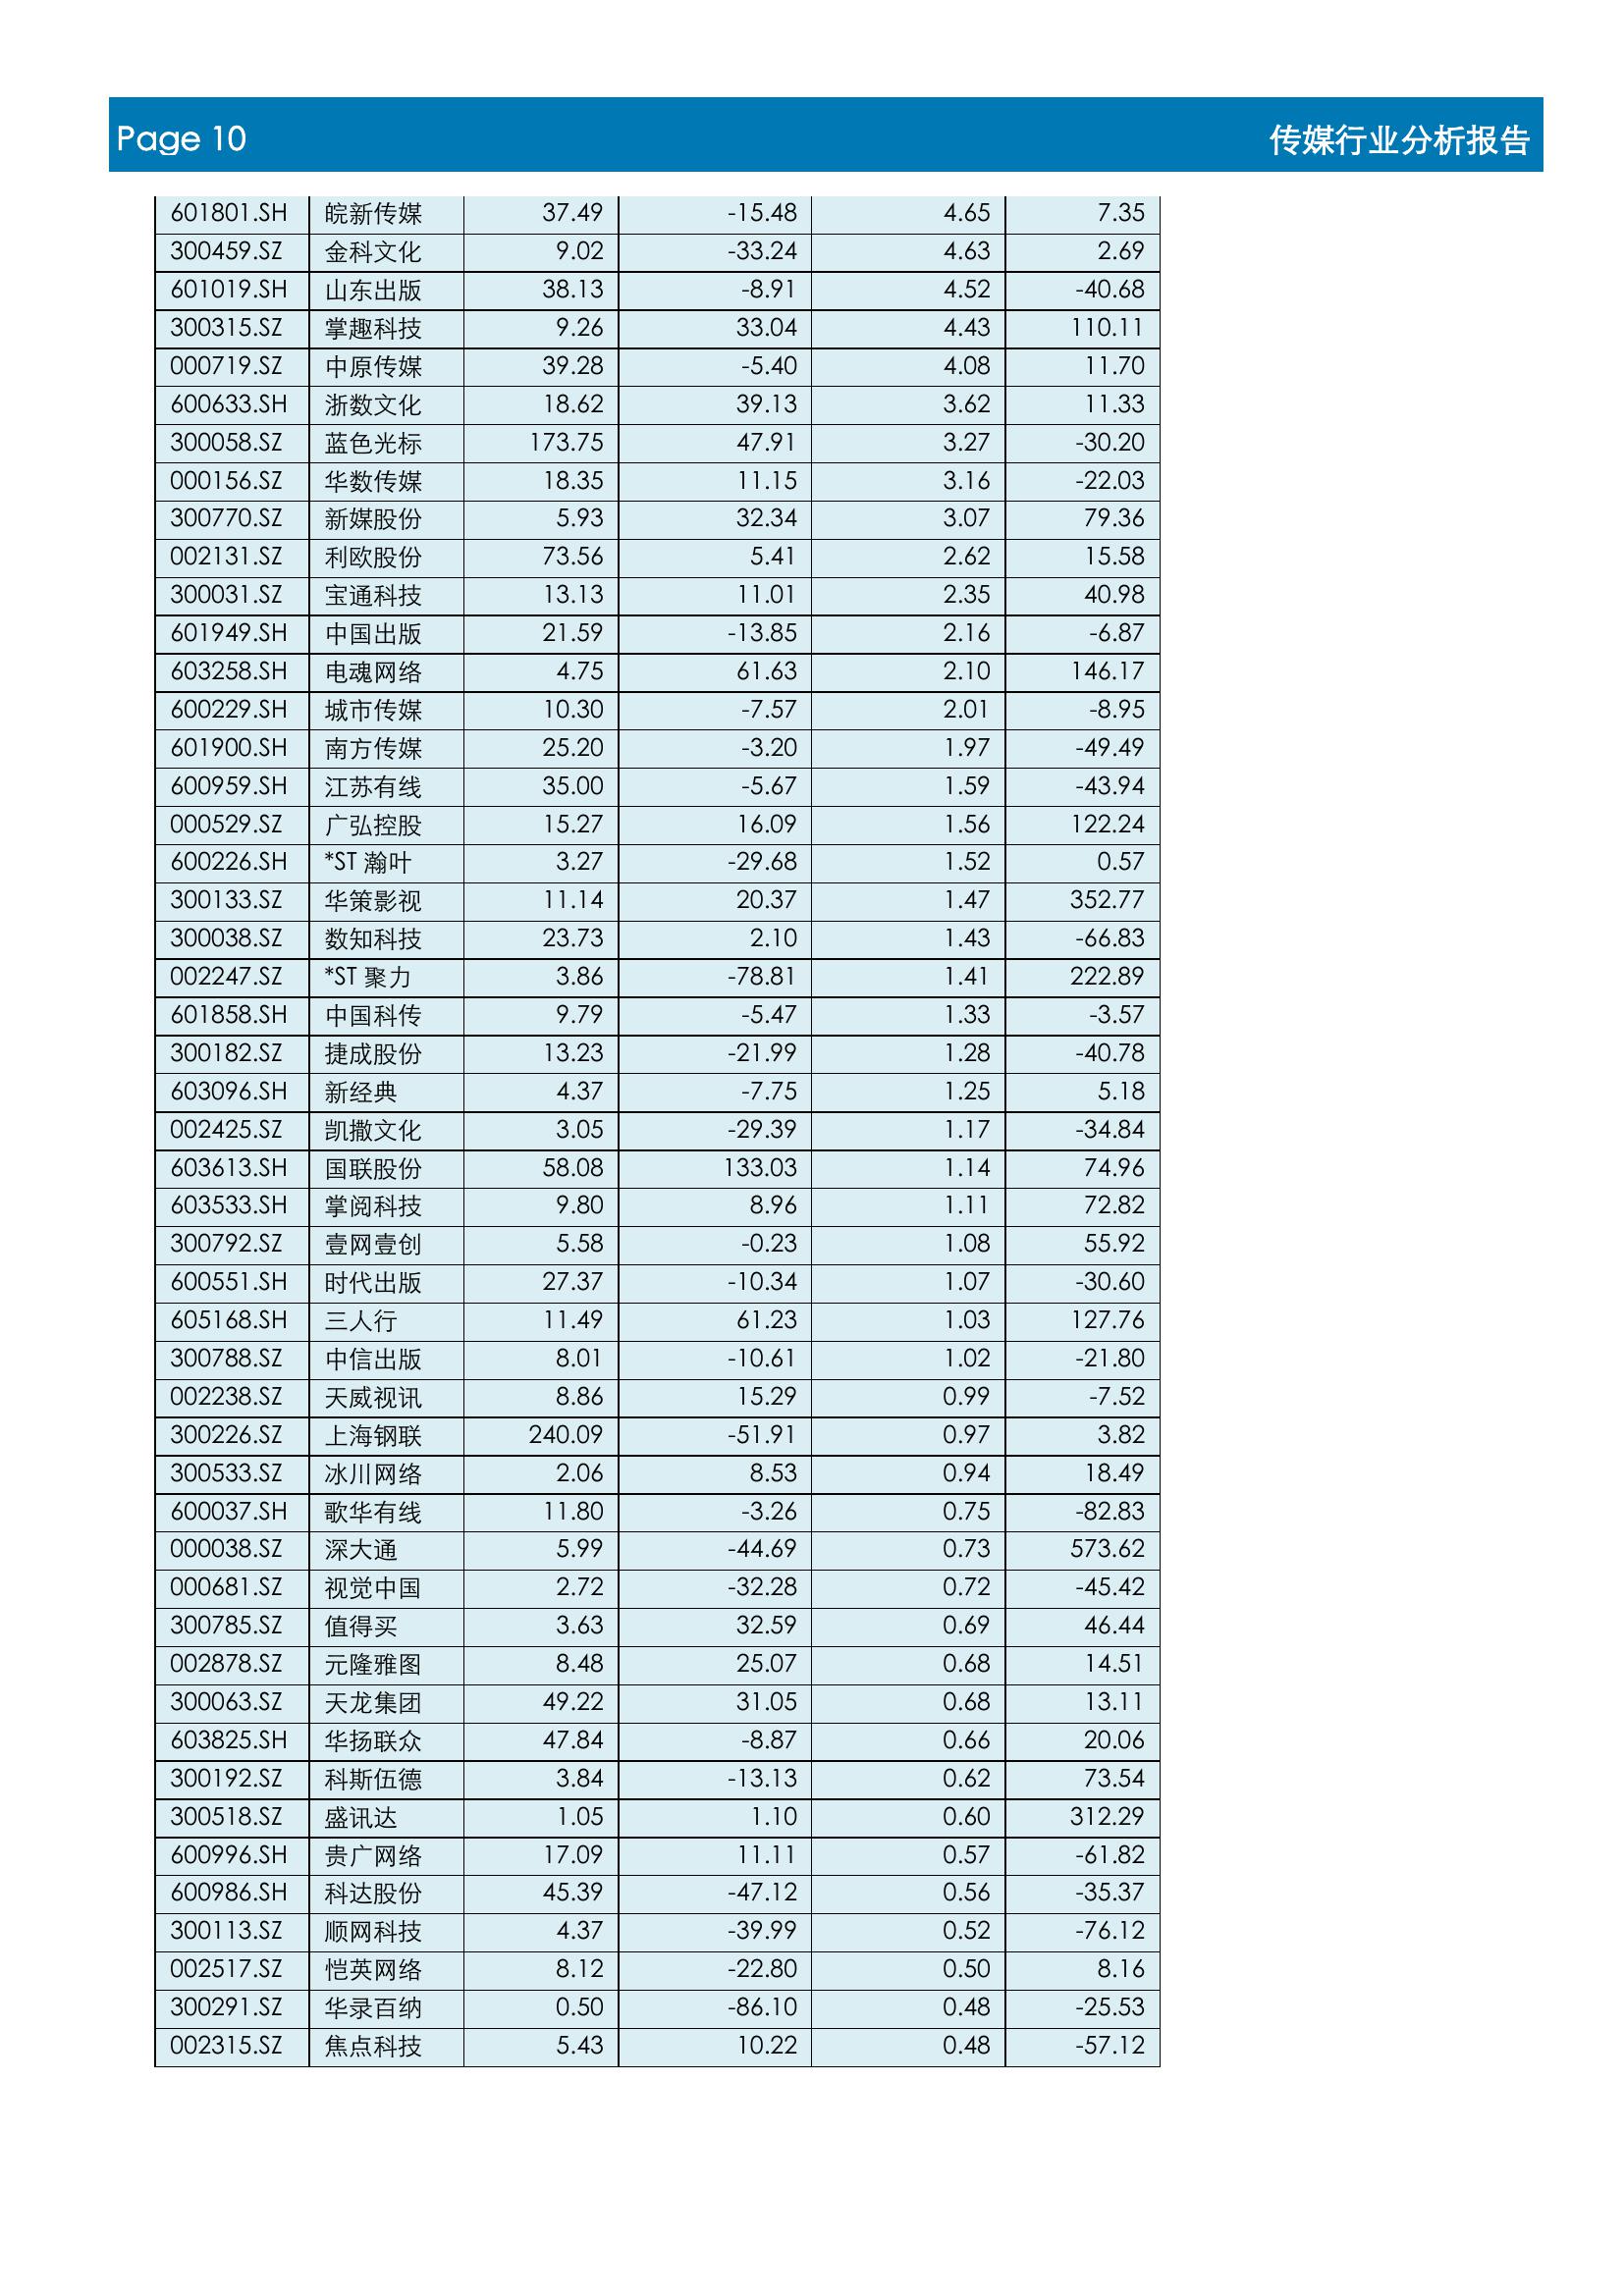 Page 10 传媒行业分析报告
601801.SH 皖新传媒 37.49 -15.48 4.65 7.35
300459.SZ 金科文化 9.02 -33.24 4.63 2.69
601019.SH 山东出版 38.13 -8.91 4.52 -40.68
300315.SZ 掌趣科技 9.26 33.04 4.43 110.11
000719.SZ 中原传媒 39.28 -5.40 4.08 11.70
600633.SH 浙数文化 18.62 39.13 3.62 11.33
300058.SZ 蓝色光标 173.75 47.91 3.27 -30.20
000156.SZ 华数传媒 18.35 11.15 3.16 -22.03
300770.SZ 新媒股份 5.93 32.34 3.07 79.36
002131.SZ 利欧股份 73.56 5.41 2.62 15.58
300031.SZ 宝通科技 13.13 11.01 2.35 40.98
601949.SH 中国出版 21.59 -13.85 2.16 -6.87
603258.SH 电魂网络 4.75 61.63 2.10 146.17
600229.SH 城市传媒 10.30 -7.57 2.01 -8.95
601900.SH 南方传媒 25.20 -3.20 1.97 -49.49
600959.SH 江苏有线 35.00 -5.67 1.59 -43.94
000529.SZ 广弘控股 15.27 16.09 1.56 122.24
600226.SH *ST 瀚叶 3.27 -29.68 1.52 0.57
300133.SZ 华策影视 11.14 20.37 1.47 352.77
300038.SZ 数知科技 23.73 2.10 1.43 -66.83
002247.SZ *ST 聚力 3.86 -78.81 1.41 222.89
601858.SH 中国科传 9.79 -5.47 1.33 -3.57
300182.SZ 捷成股份 13.23 -21.99 1.28 -40.78
603096.SH 新经典 4.37 -7.75 1.25 5.18
002425.SZ 凯撒文化 3.05 -29.39 1.17 -34.84
603613.SH 国联股份 58.08 133.03 1.14 74.96
603533.SH 掌阅科技 9.80 8.96 1.11 72.82
300792.SZ 壹网壹创 5.58 -0.23 1.08 55.92
600551.SH 时代出版 27.37 -10.34 1.07 -30.60
605168.SH 三人行 11.49 61.23 1.03 127.76
300788.SZ 中信出版 8.01 -10.61 1.02 -21.80
002238.SZ 天威视讯 8.86 15.29 0.99 -7.52
300226.SZ 上海钢联 240.09 -51.91 0.97 3.82
300533.SZ 冰川网络 2.06 8.53 0.94 18.49
600037.SH 歌华有线 11.80 -3.26 0.75 -82.83
000038.SZ 深大通 5.99 -44.69 0.73 573.62
000681.SZ 视觉中国 2.72 -32.28 0.72 -45.42
300785.SZ 值得买 3.63 32.59 0.69 46.44
002878.SZ 元隆雅图 8.48 25.07 0.68 14.51
300063.SZ 天龙集团 49.22 31.05 0.68 13.11
603825.SH 华扬联众 47.84 -8.87 0.66 20.06
300192.SZ 科斯伍德 3.84 -13.13 0.62 73.54
300518.SZ 盛讯达 1.05 1.10 0.60 312.29
600996.SH 贵广网络 17.09 11.11 0.57 -61.82
600986.SH 科达股份 45.39 -47.12 0.56 -35.37
300113.SZ 顺网科技 4.37 -39.99 0.52 -76.12
002517.SZ 恺英网络 8.12 -22.80 0.50 8.16
300291.SZ 华录百纳 0.50 -86.10 0.48 -25.53
002315.SZ 焦点科技 5.43 10.22 0.48 -57.12